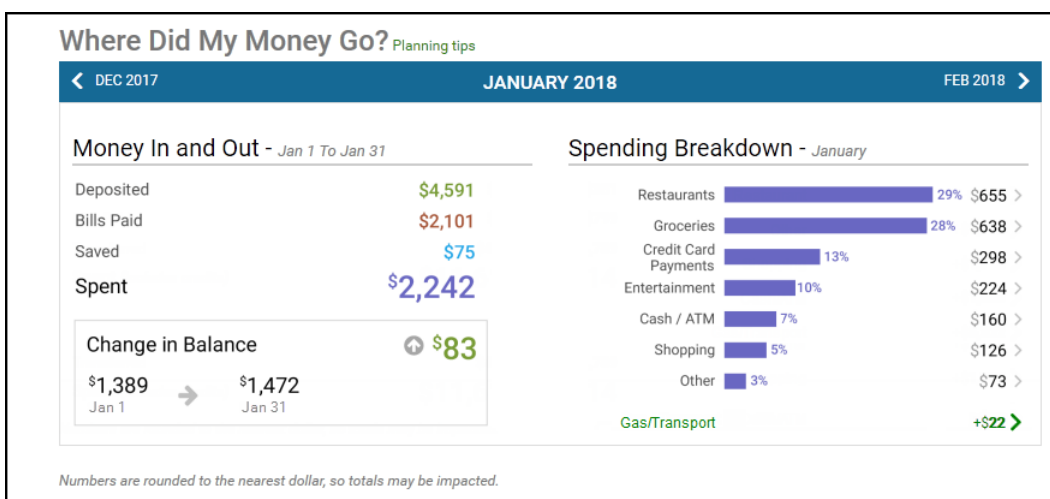 Where Did My Money Go? Planning tips
DEC 2017 JANUARY 2018 FEB 2018
Money In and Out - Jan 1 To Jan 31
Deposited $4,591
Bills Paid $2,101
Saved $75
Spent $2,242
Change in Balance $83
$1,389 $1,472
Jan 1 Jan 31
Spending Breakdown - January
Restaurants 29% $655
Groceries 28% $638
Credit Card
Payments 13% $298
Entertainment 10% $224
Cash / ATM 7% $160
Shopping 5% $126
Other 3% $73
Gas/Transport +$22
Numbers are rounded to the nearest dollar, so totals may be impacted.